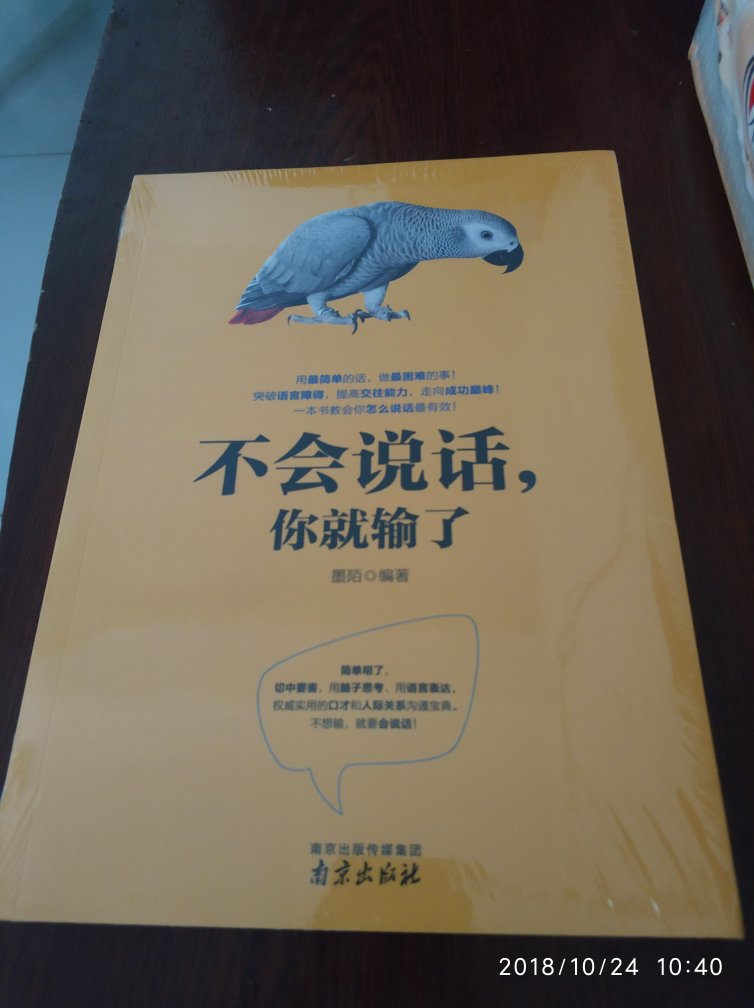 用最简单的话，做最困难的事！
突破语言障碍，提高交往能力，走向成功巅峰！
一本书教会你怎么说话最有效！
不会说话，
你就输了
墨陌◎编著
简单明了，
切中要害，用脑子思考、用语言表达，
权威实用的口才和人际关系沟通宝典。
不想输，就要会说话！
南京出版传媒集团
南京出版社
2018/10/24 10:40